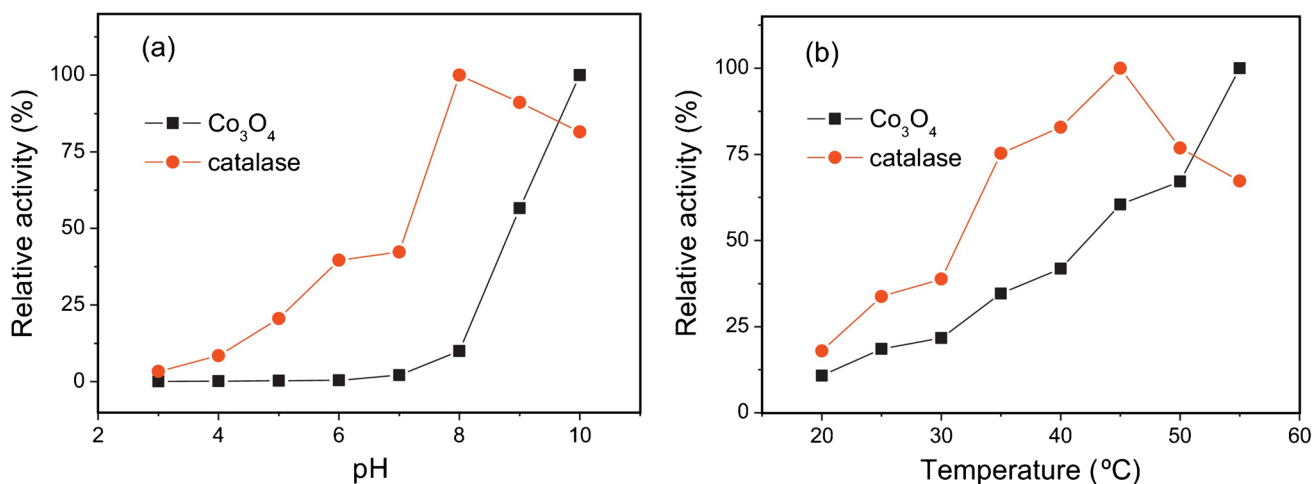 (a)
Co3O4
catalase
Relative activity (%)
100
75
50
25
0
2
4
6
8
10
pH
(b)
Co3O4
catalase
Relative activity (%)
100
75
50
25
0
20
30
40
50
60
Temperature (ºC)